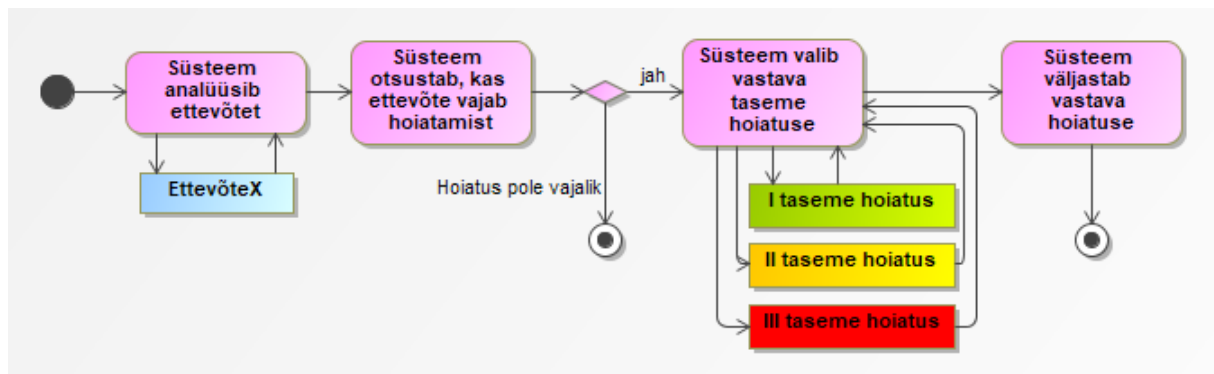 Süsteem
analüüsib
ettevõtet
EttevõteX
Süsteem
otsustab, kas
ettevõte vajab
hoiatamist
jah
Hoiatus pole vajalik
Süsteem valib
vastava
taseme
hoiatuse
I taseme hoiatus
II taseme hoiatus
III taseme hoiatus
Süsteem
väljastab
vastava
hoiatuse